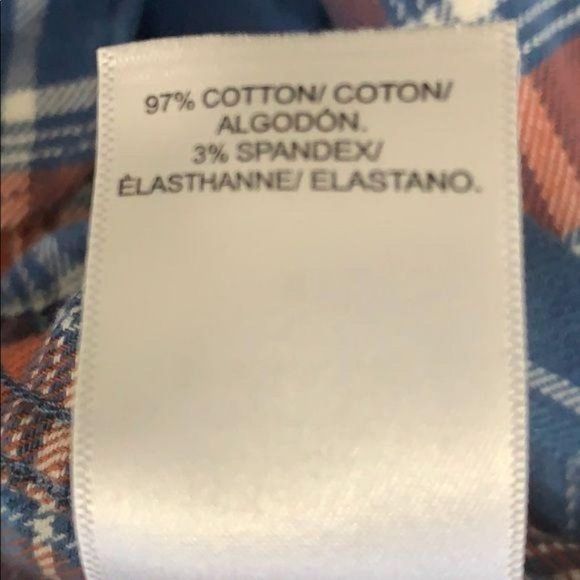 97% COTTON/ COTON/
ALGODÓN.
3% SPANDEX/
ÉLASTHANNE/ ELASTANO.